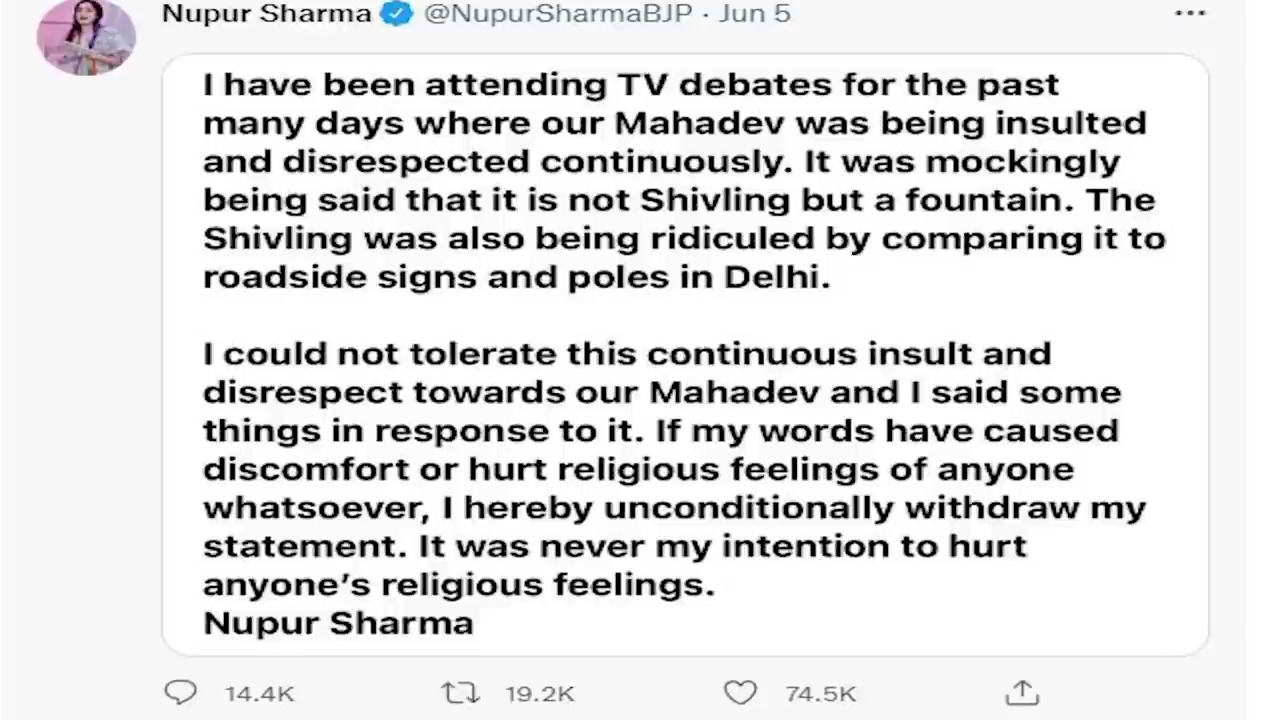 Nupur Sharma @NupurSharmaBJP · Jun 5 ...
I have been attending TV debates for the past
many days where our Mahadev was being insulted
and disrespected continuously. It was mockingly
being said that it is not Shivling but a fountain. The
Shivling was also being ridiculed by comparing it to
roadside signs and poles in Delhi.
I could not tolerate this continuous insult and
disrespect towards our Mahadev and I said some
things in response to it. If my words have caused
discomfort or hurt religious feelings of anyone
whatsoever, I hereby unconditionally withdraw my
statement. It was never my intention to hurt
anyone’s religious feelings.
Nupur Sharma
14.4K 19.2K 74.5K